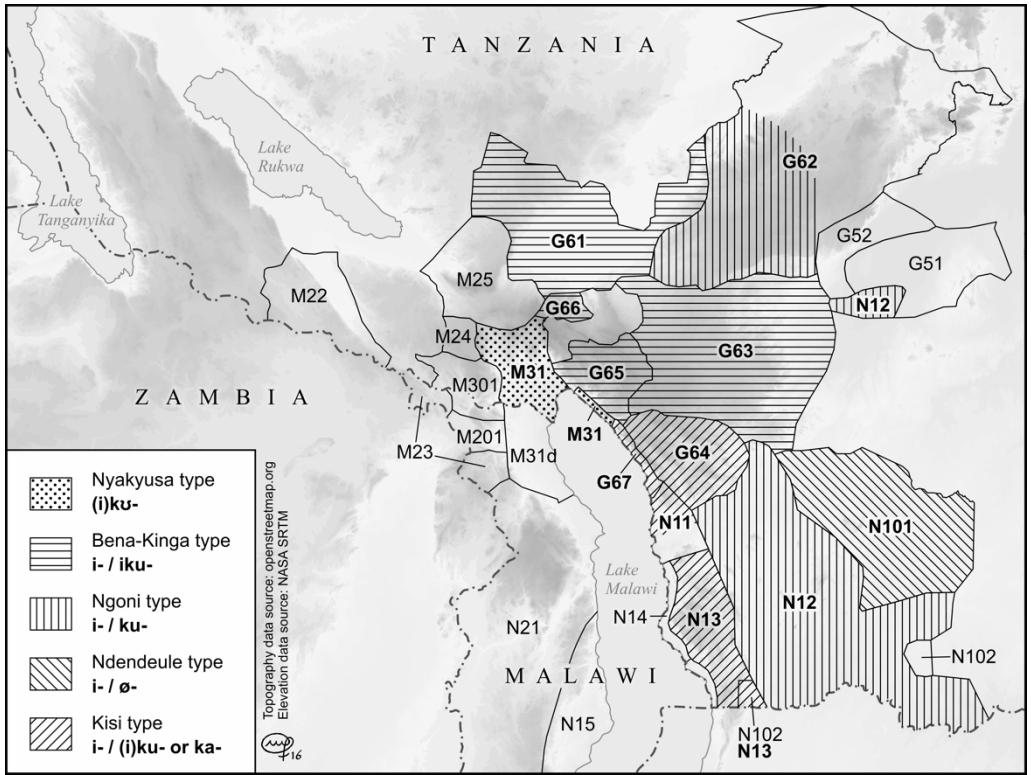 TANZANIA
Lake
Rukwa
Lake
Tanganyika
G62
G61
G52
G51
M25
M22
N12
G66
M24
G63
M31
G65
M301
ZAMBIA
M31
M23
M201
M31d
G64
G67
N11
N101
Lake
Malawi
N12
N14
N13
N21
N102
MALAWI
N15
N102
N13
Nyakyusa type
(i)kʊ-
Bena-Kinga type
i- / iku-
Ngoni type
i- / ku-
Ndendeule type
i- / ø-
Kisi type
i- / (i)ku- or ka-
Topography data source: openstreetmap.org
Elevation data source: NASA SRTM
16